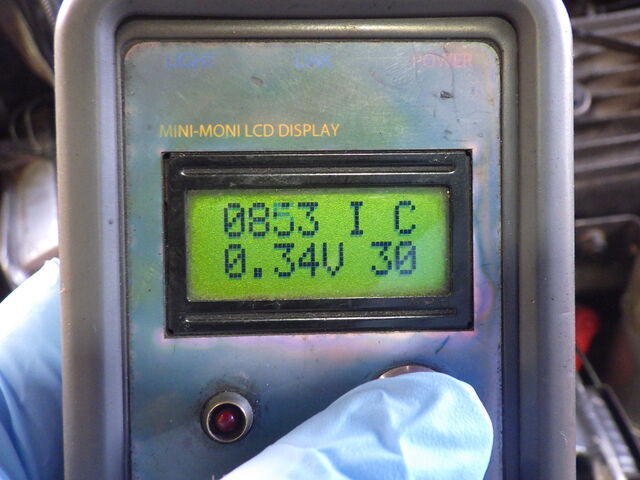 LIGHT LINK POWER
MINI-MONI LCD DISPLAY
0853 I C
0.34V 30